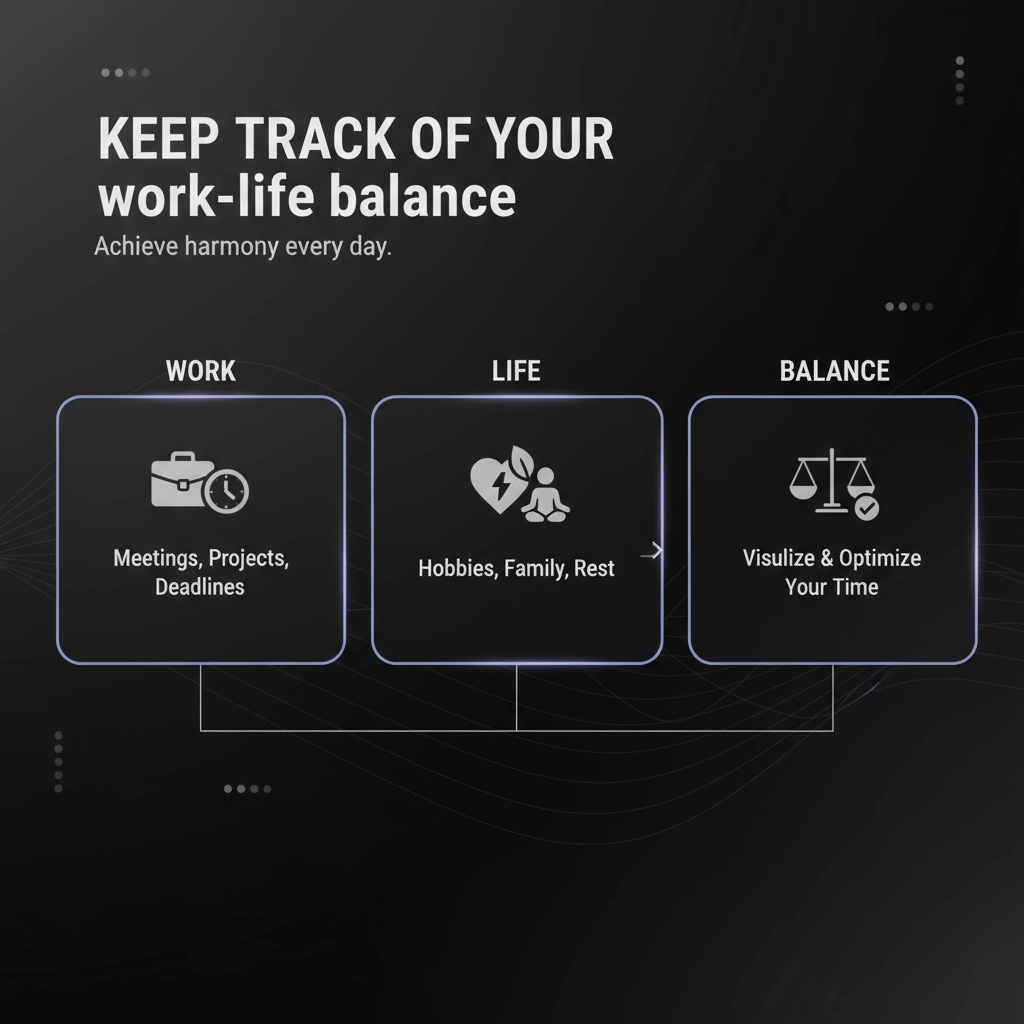 KEEP TRACK OF YOUR
work-life balance
Achieve harmony every day.
WORK
Meetings, Projects,
Deadlines
LIFE
Hobbies, Family, Rest
BALANCE
Visulize & Optimize
Your Time